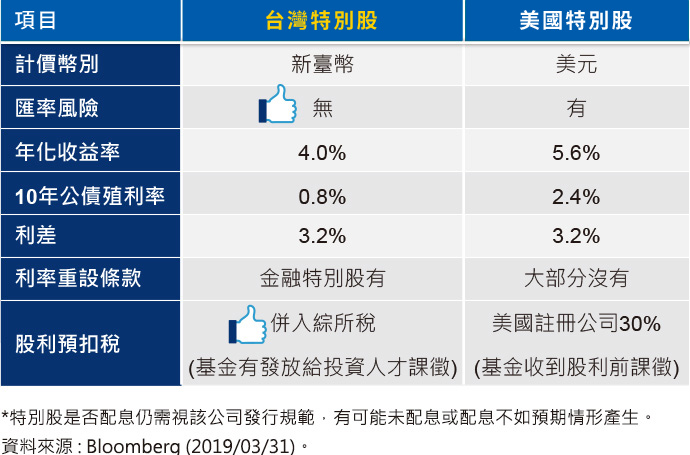 項目 台灣特別股 美國特別股
計價幣別 新臺幣 美元
匯率風險 無 有
年化收益率 4.0% 5.6%
10年公債殖利率 0.8% 2.4%
利差 3.2% 3.2%
利率重設條款 金融特別股有 大部分沒有
股利預扣稅 併入綜所稅 美國註冊公司30%
(基金有發放給投資人才課徵) (基金收到股利前課徵)
*特別股是否配息仍需視該公司發行規範，有可能未配息或配息不如預期情形產生。
資料來源 : Bloomberg (2019/03/31)。